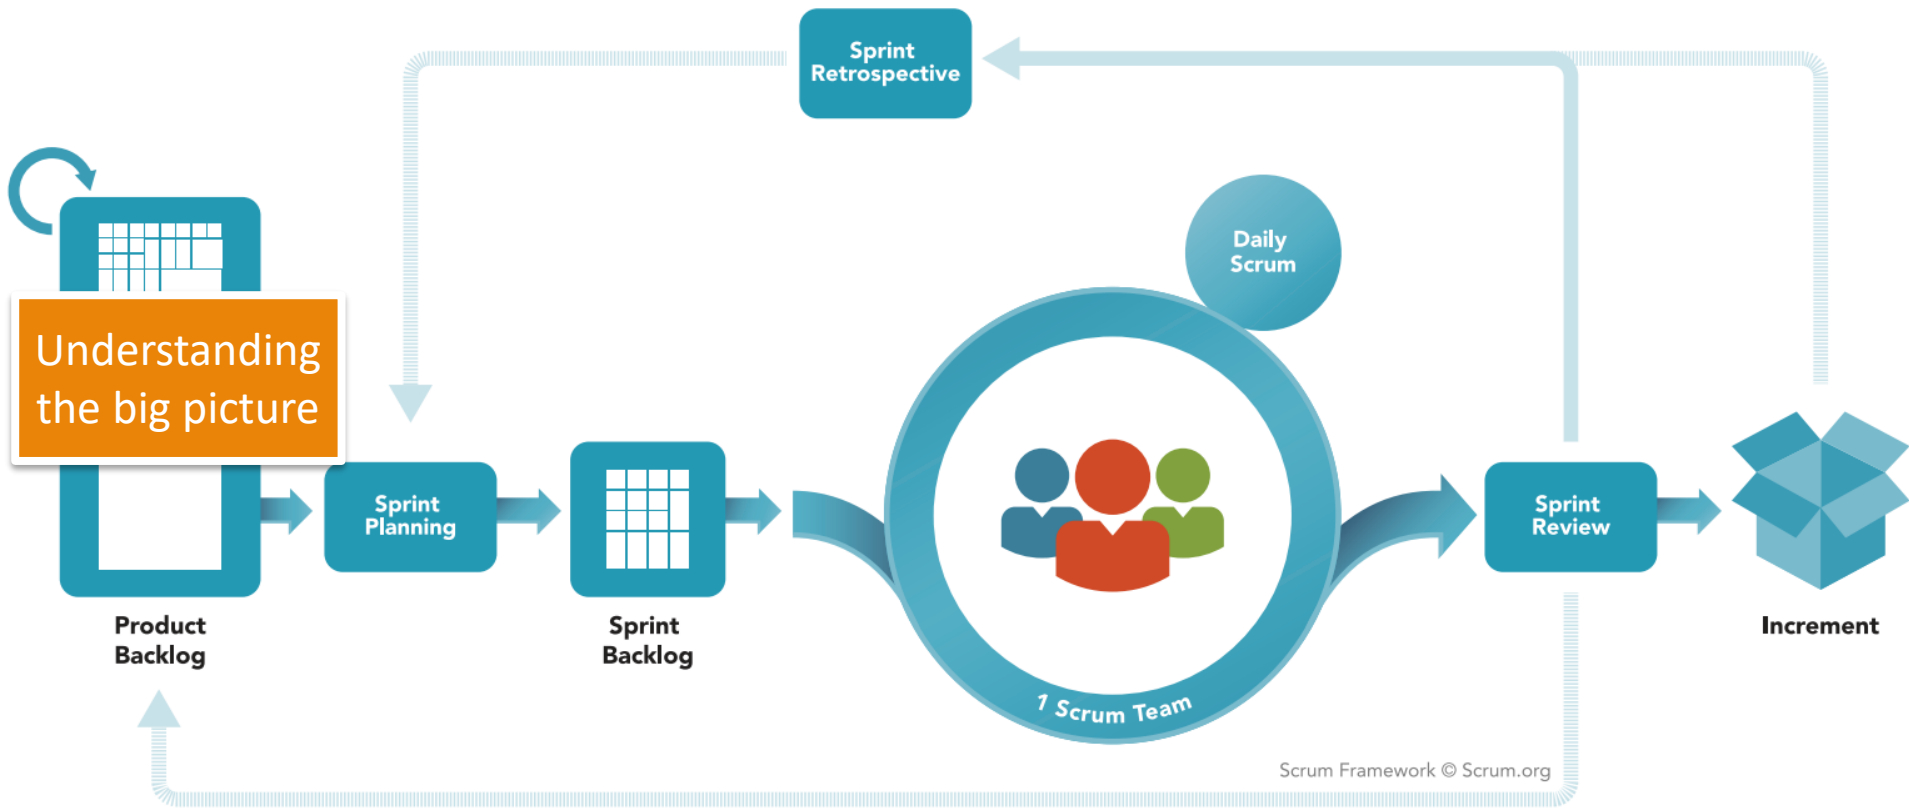 Sprint
Retrospective
Daily
Scrum
Understanding
the big picture
Sprint
Planning
Sprint
Review
Product
Backlog
Sprint
Backlog
Increment
1 Scrum Team
Scrum Framework © Scrum.org